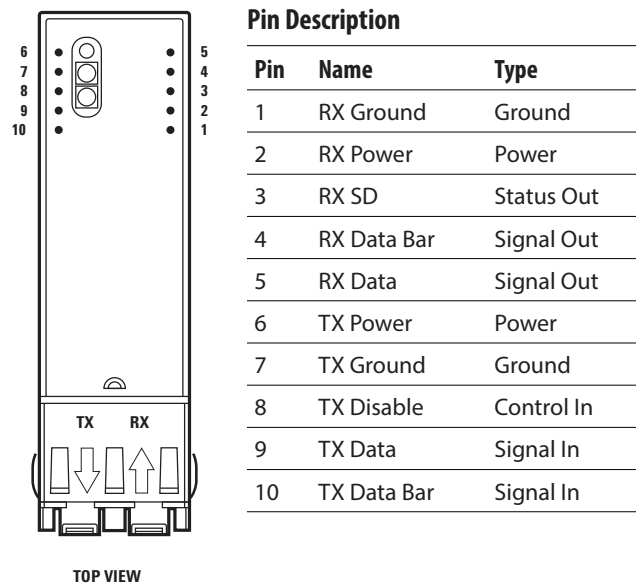 Pin Description
Pin Name Type
1 RX Ground Ground
2 RX Power Power
3 RX SD Status Out
4 RX Data Bar Signal Out
5 RX Data Signal Out
6 TX Power Power
7 TX Ground Ground
8 TX Disable Control In
9 TX Data Signal In
10 TX Data Bar Signal In
6 5
7 4
8 3
9 2
10 1
TX RX
TOP VIEW